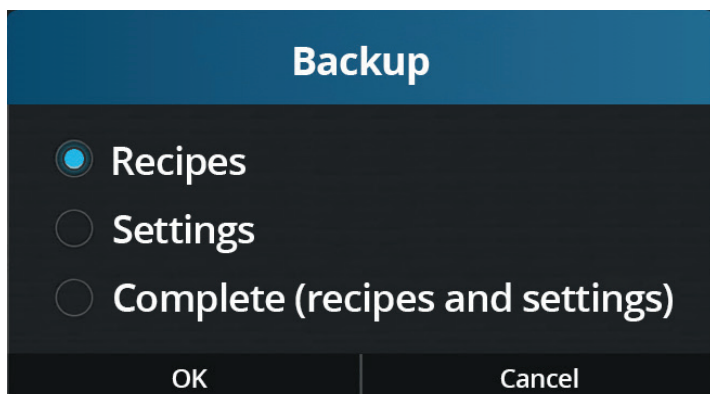 Backup
Recipes
Settings
Complete (recipes and settings)
OK
Cancel